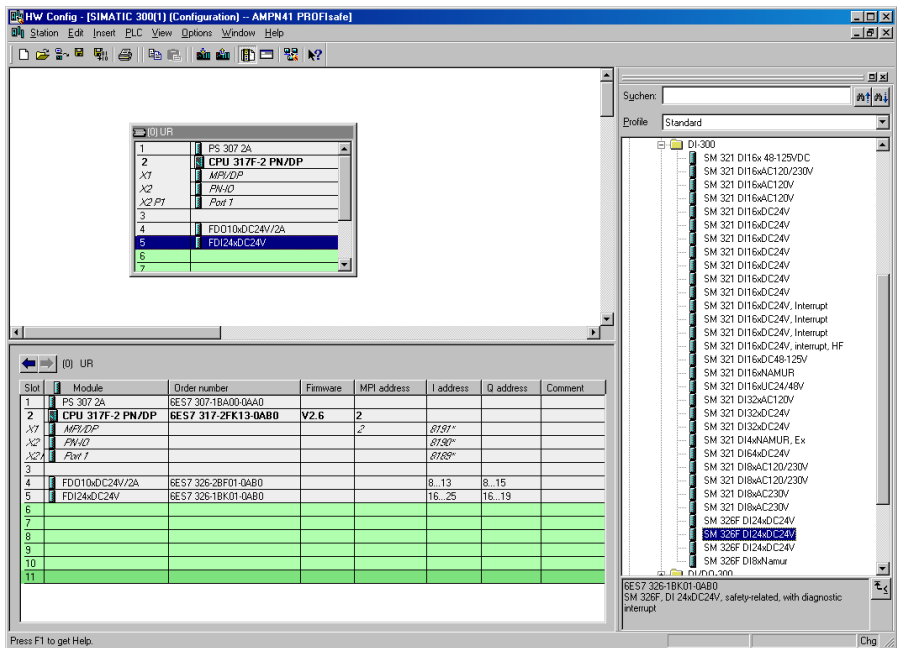 HW Config - [SIMATIC 300(1) (Configuration) -- AMPN41 PROFIsafe]
Station Edit Insert PLC View Options Window Help
(0) UR
1 PS 307 2A
2 CPU 317F-2 PN/DP
X1 MPI/DP
X2 PN-IO
X2 P1 Port 1
3
4 FDO10xDC24V/2A
5 FDI24xDC24V
6
7
(0) UR
Slot Module Order number Firmware MPI address I address Q address Comment
1 PS 307 2A 6ES7 307-1BA00-0AA0
2 CPU 317F-2 PN/DP 6ES7 317-2FK13-0AB0 V2.6 2
X1 MPI/DP 2 8191*
X2 PN-IO 8190*
X2 Port 1 8189*
3
4 FDO10xDC24V/2A 6ES7 326-2BF01-0AB0 8...13 8...15
5 FDI24xDC24V 6ES7 326-1BK01-0AB0 16...25 16...19
6
7
8
9
10
11
Suchen:
Profile Standard
DI-300
SM 321 DI16x 48-125VDC
SM 321 DI16xAC120/230V
SM 321 DI16xAC120V
SM 321 DI16xAC120V
SM 321 DI16xDC24V
SM 321 DI16xDC24V
SM 321 DI16xDC24V
SM 321 DI16xDC24V
SM 321 DI16xDC24V
SM 321 DI16xDC24V
SM 321 DI16xDC24V
SM 321 DI16xDC24V, Interrupt
SM 321 DI16xDC24V, Interrupt
SM 321 DI16xDC24V, Interrupt
SM 321 DI16xDC24V, interrupt, HF
SM 321 DI16xDC48-125V
SM 321 DI16xNAMUR
SM 321 DI16xUC24/48V
SM 321 DI32xAC120V
SM 321 DI32xDC24V
SM 321 DI32xDC24V
SM 321 DI4xNAMUR, Ex
SM 321 DI64xDC24V
SM 321 DI8xAC120/230V
SM 321 DI8xAC120/230V
SM 321 DI8xAC230V
SM 321 DI8xAC230V
SM 326F DI24xDC24V
SM 326F DI24xDC24V
SM 326F DI24xDC24V
SM 326F DI8xNamur
DI/DO-300
6ES7 326-1BK01-0AB0
SM 326F, DI 24xDC24V, safety-related, with diagnostic
interrupt
Press F1 to get Help.
Chg